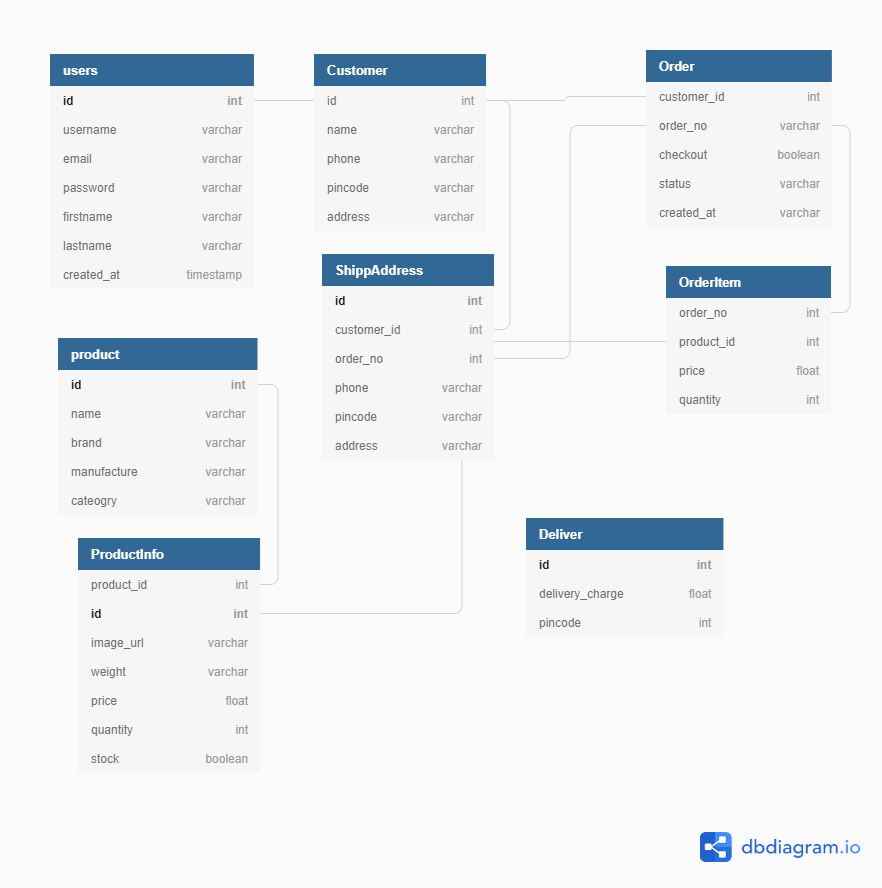 users
id int
username varchar
email varchar
password varchar
firstname varchar
lastname varchar
created_at timestamp
Customer
id int
name varchar
phone varchar
pincode varchar
address varchar
Order
customer_id int
order_no varchar
checkout boolean
status varchar
created_at varchar
ShippAddress
id int
customer_id int
order_no int
phone varchar
pincode varchar
address varchar
OrderItem
order_no int
product_id int
price float
quantity int
product
id int
name varchar
brand varchar
manufacture varchar
cateogry varchar
ProductInfo
product_id int
id int
image_url varchar
weight varchar
price float
quantity int
stock boolean
Deliver
id int
delivery_charge float
pincode int
dbdiagram.io